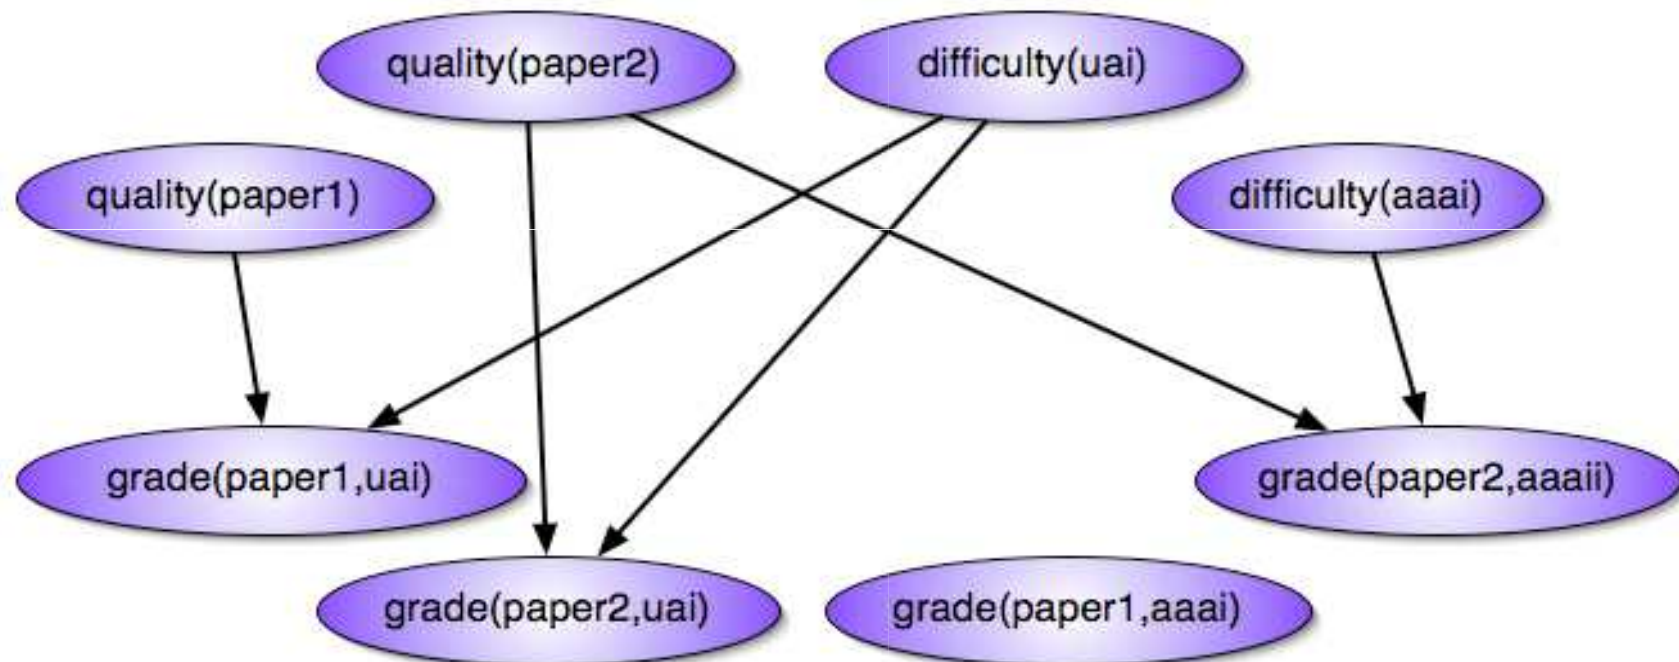 quality(paper2)
difficulty(uai)
quality(paper1)
difficulty(aaai)
grade(paper1,uai)
grade(paper2,aaaii)
grade(paper2,uai)
grade(paper1,aaai)